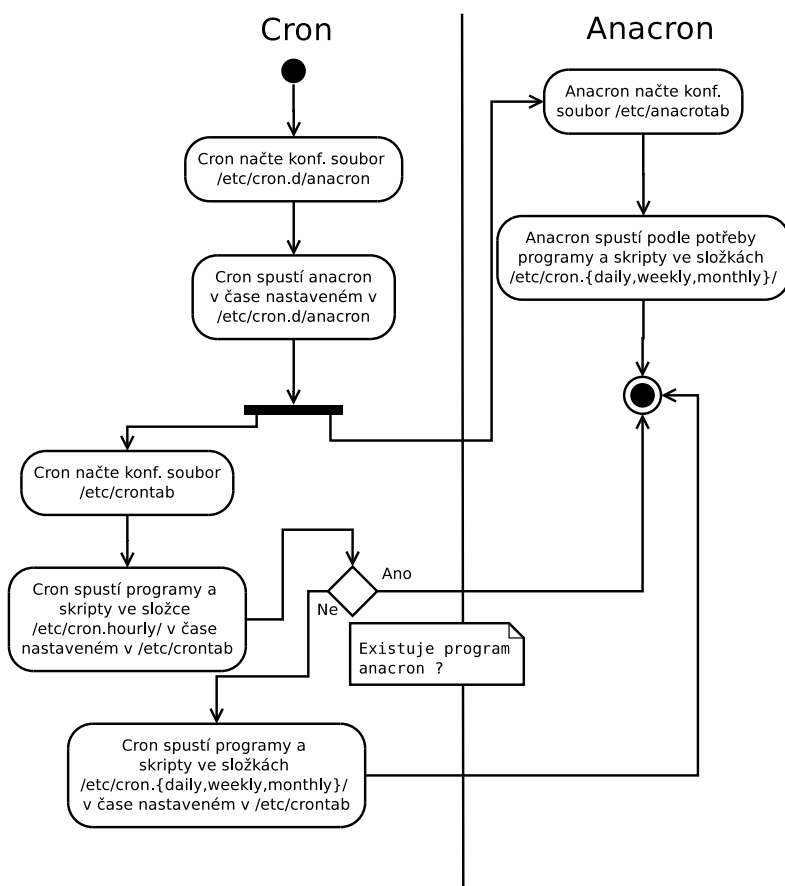 Cron
Anacron
Anacron načte konf.
soubor /etc/anacrotab
Cron načte konf. soubor
/etc/cron.d/anacron
Anacron spustí podle potřeby
programy a skripty ve složkách
/etc/cron.{daily,weekly,monthly}/
Cron spustí anacron
v čase nastaveném v
/etc/cron.d/anacron
Cron načte konf. soubor
/etc/crontab
Cron spustí programy a
skripty ve složce
/etc/cron.hourly/ v čase
nastaveném v /etc/crontab
Ano
Ne
Existuje program
anacron ?
Cron spustí programy a
skripty ve složkách
/etc/cron.{daily,weekly,monthly}/
v čase nastaveném v /etc/crontab